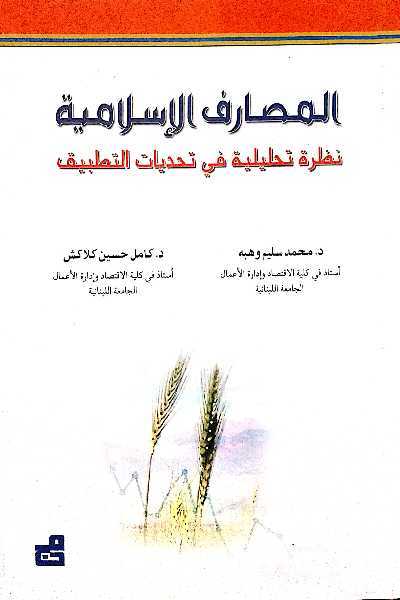 المصارف الإسلامية
نظرة تحليلية في تحديات التطبيق
د. محمد سليم وهبه
أستاذ في كلية الاقتصاد وإدارة الأعمال
الجامعة اللبنانية
د. كامل حسين كلاكش
أستاذ في كلية الاقتصاد وإدارة الأعمال
الجامعة اللبنانية